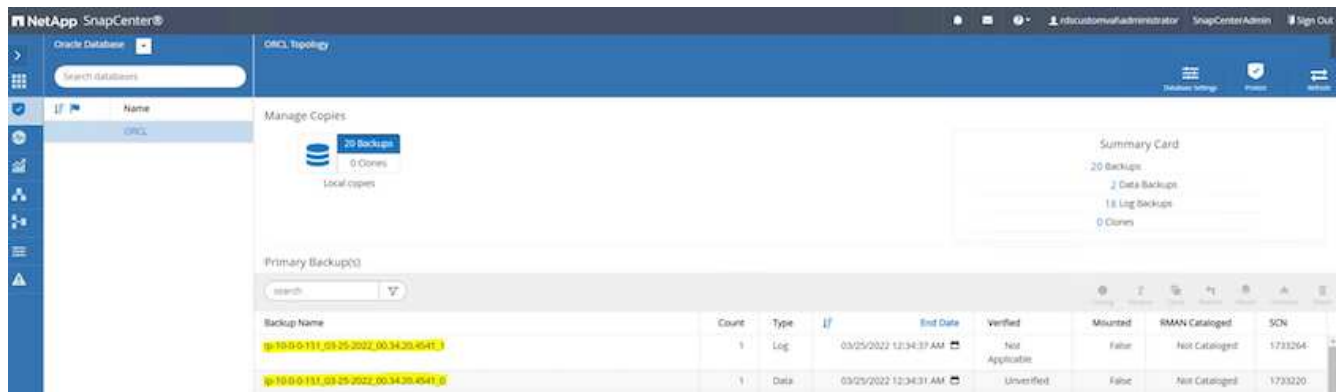 NetApp SnapCenter®
rdscustomval\administrator SnapCenterAdmin Sign Out
Oracle Database
ORCL Topology
Search databases
Database Settings Protect Refresh
Name
ORCL
Manage Copies
20 Backups
0 Clones
Local copies
Summary Card
20 Backups
2 Data Backups
18 Log Backups
0 Clones
Primary Backup(s)
search
Backup Name Count Type End Date Verified Mounted RMAN Cataloged SCN
ip-10-0-0-151_03-25-2022_00.34.20.4541_1 1 Log 03/25/2022 12:34:37 AM Not Applicable False Not Cataloged 1733264
ip-10-0-0-151_03-25-2022_00.34.20.4541_0 1 Data 03/25/2022 12:34:31 AM Unverified False Not Cataloged 1733220